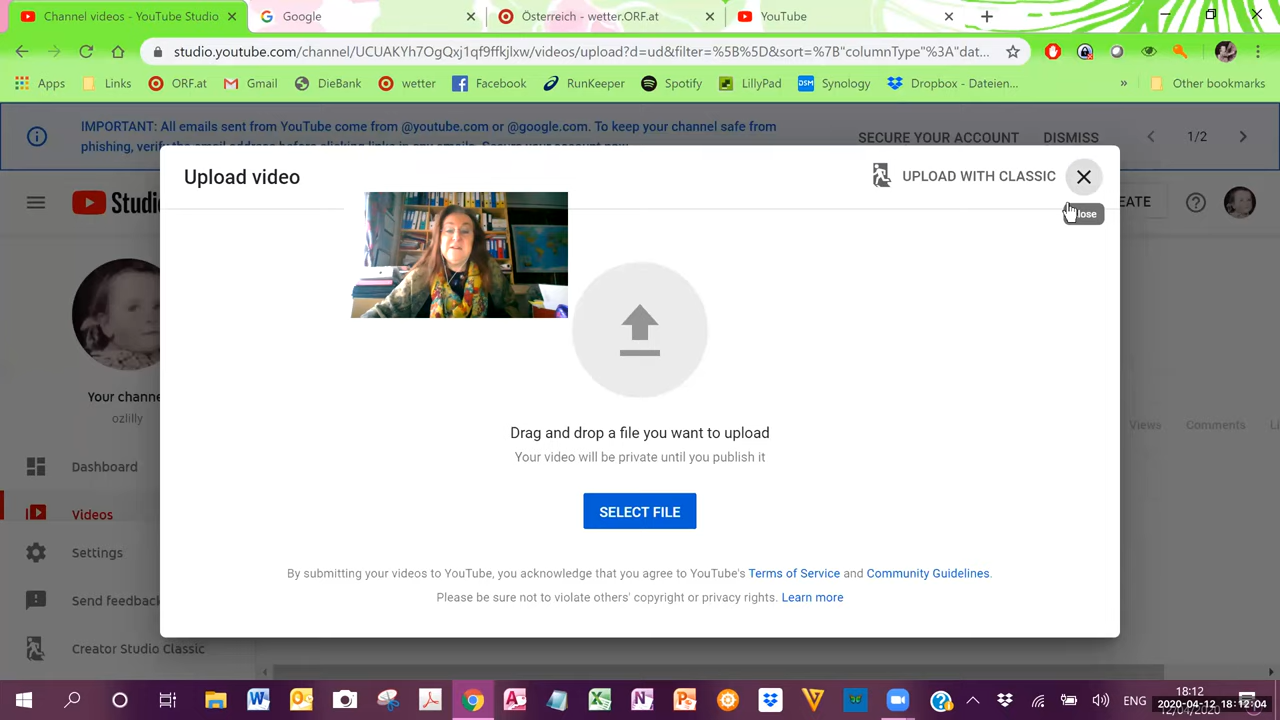 Channel videos - YouTube Studio
Google
Österreich - wetter.ORF.at
YouTube
studio.youtube.com/channel/UCUAKYh7OgQxj1qf9ffkjlxw/videos/upload?d=ud&filter=%5B%5D&sort=%7B"columnType"%3A"dat...
Apps
Links
ORF.at
Gmail
DieBank
wetter
Facebook
RunKeeper
Spotify
LillyPad
DSM
Synology
Dropbox - Dateien...
»
Other bookmarks
IMPORTANT: All emails sent from YouTube come from @youtube.com or @google.com. To keep your channel safe from
SECURE YOUR ACCOUNT
DISMISS
1/2
Upload video
UPLOAD WITH CLASSIC
Studio
EATE
lose
Your chann
ozlilly
Drag and drop a file you want to upload
Your video will be private until you publish it
Views
Comments
Dashboard
Videos
SELECT FILE
Settings
By submitting your videos to YouTube, you acknowledge that you agree to YouTube's Terms of Service and Community Guidelines.
Please be sure not to violate others' copyright or privacy rights. Learn more
Send feedback
Creator Studio Classic
ENG
18:12
2020-04-12 18:12:04